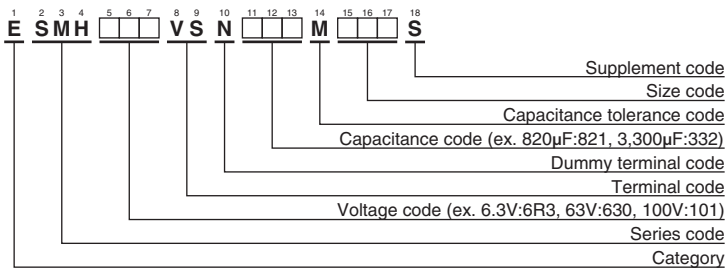 1 2 3 4 5 6 7 8 9 10 11 12 13 14 15 16 17 18
E SMH □□□ VS N □□□ M □□□ S
Supplement code
Size code
Capacitance tolerance code
Capacitance code (ex. 820µF:821, 3,300µF:332)
Dummy terminal code
Terminal code
Voltage code (ex. 6.3V:6R3, 63V:630, 100V:101)
Series code
Category